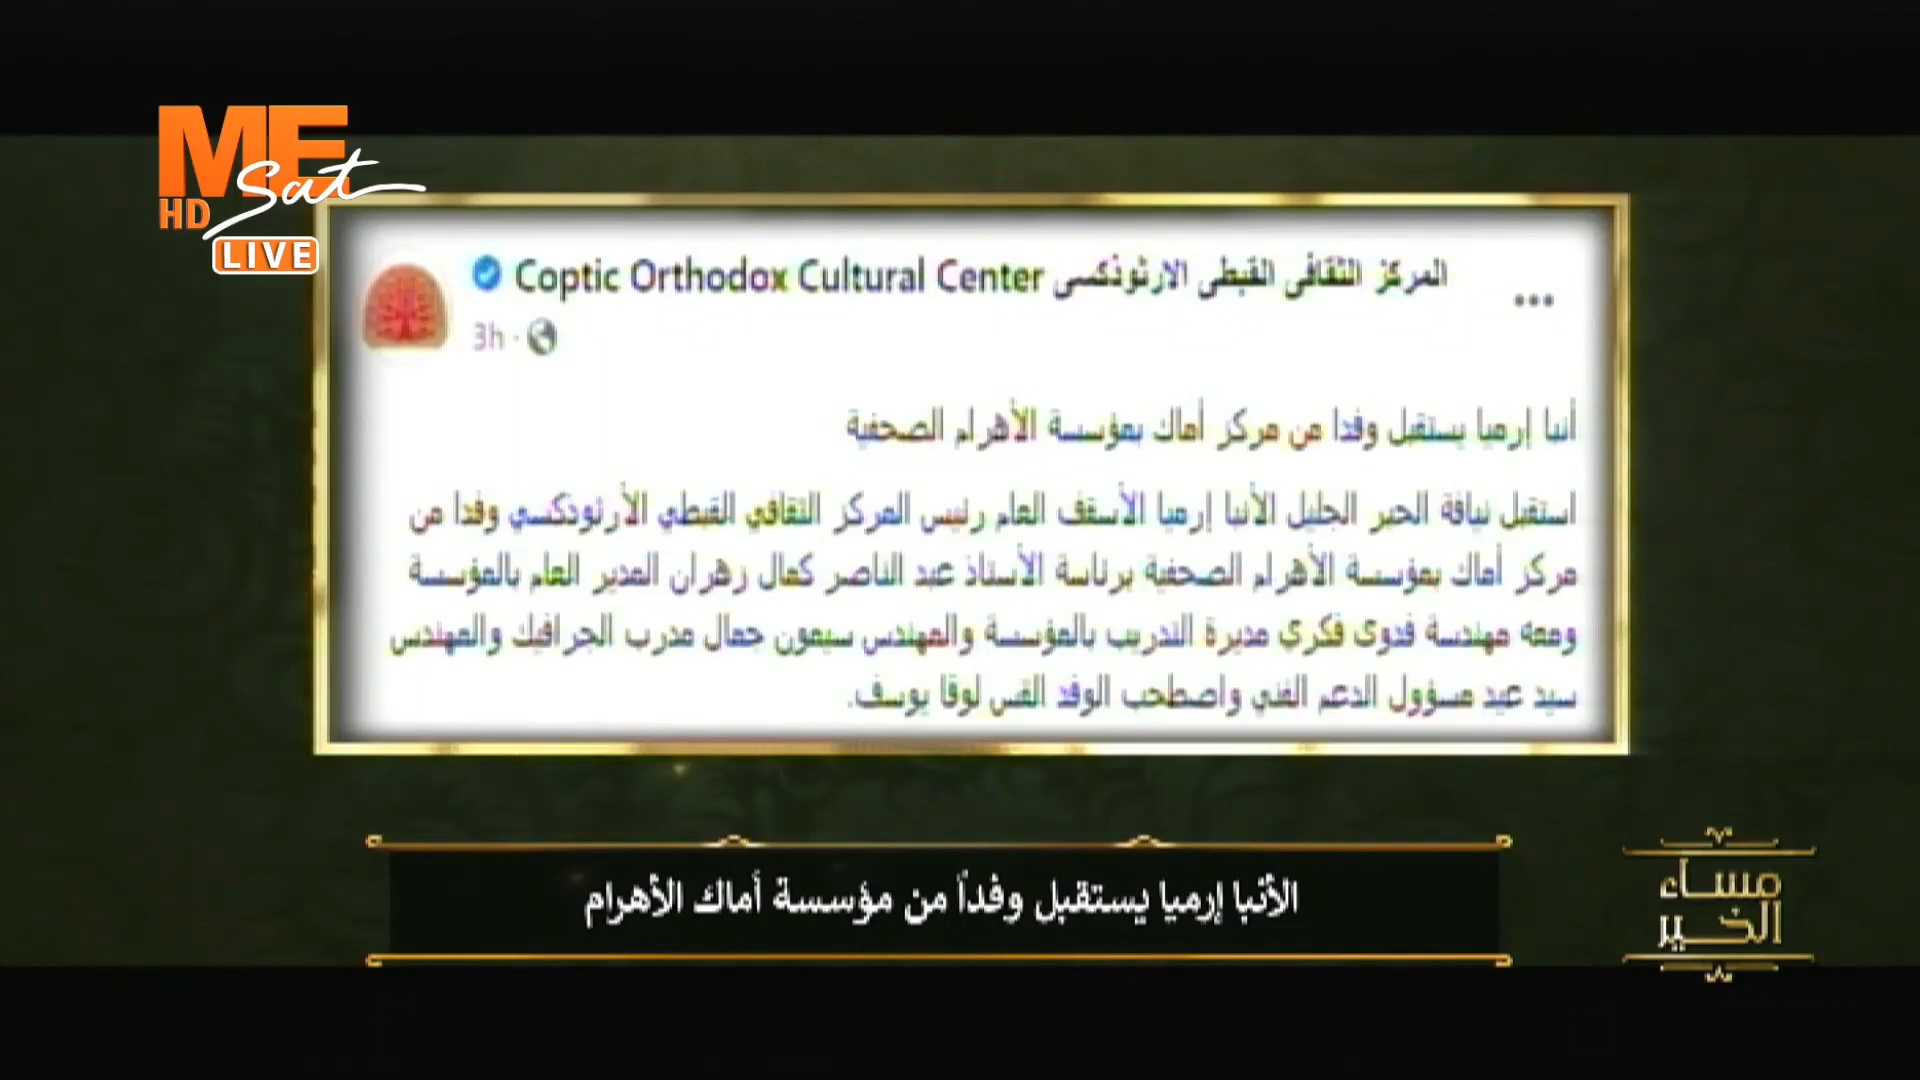 ME
Sat
HD
LIVE
Coptic Orthodox Cultural Center المركز الثقافى القبطى الارثوذكسى
3h
أنبا إرميا يستقبل وفدا من مركز أماك بمؤسسة الأهرام الصحفية
استقبل نيافة الحبر الجليل الأنبا إرميا الأسقف العام رئيس المركز الثقافي القبطي الأرثوذكسي وفدا من
مركز أماك بمؤسسة الأهرام الصحفية برئاسة الأستاذ عبد الناصر كمال زهران المدير العام بالمؤسسة
ومعه مهندسة فدوى فكري مديرة التدريب بالمؤسسة والمهندس سيمون جمال مدرب الجرافيك والمهندس
سيد عيد مسؤول الدعم الفني واصطحب الوفد القس لوقا يوسف.
الأنبا إرميا يستقبل وفداً من مؤسسة أماك الأهرام
مساء
الخير